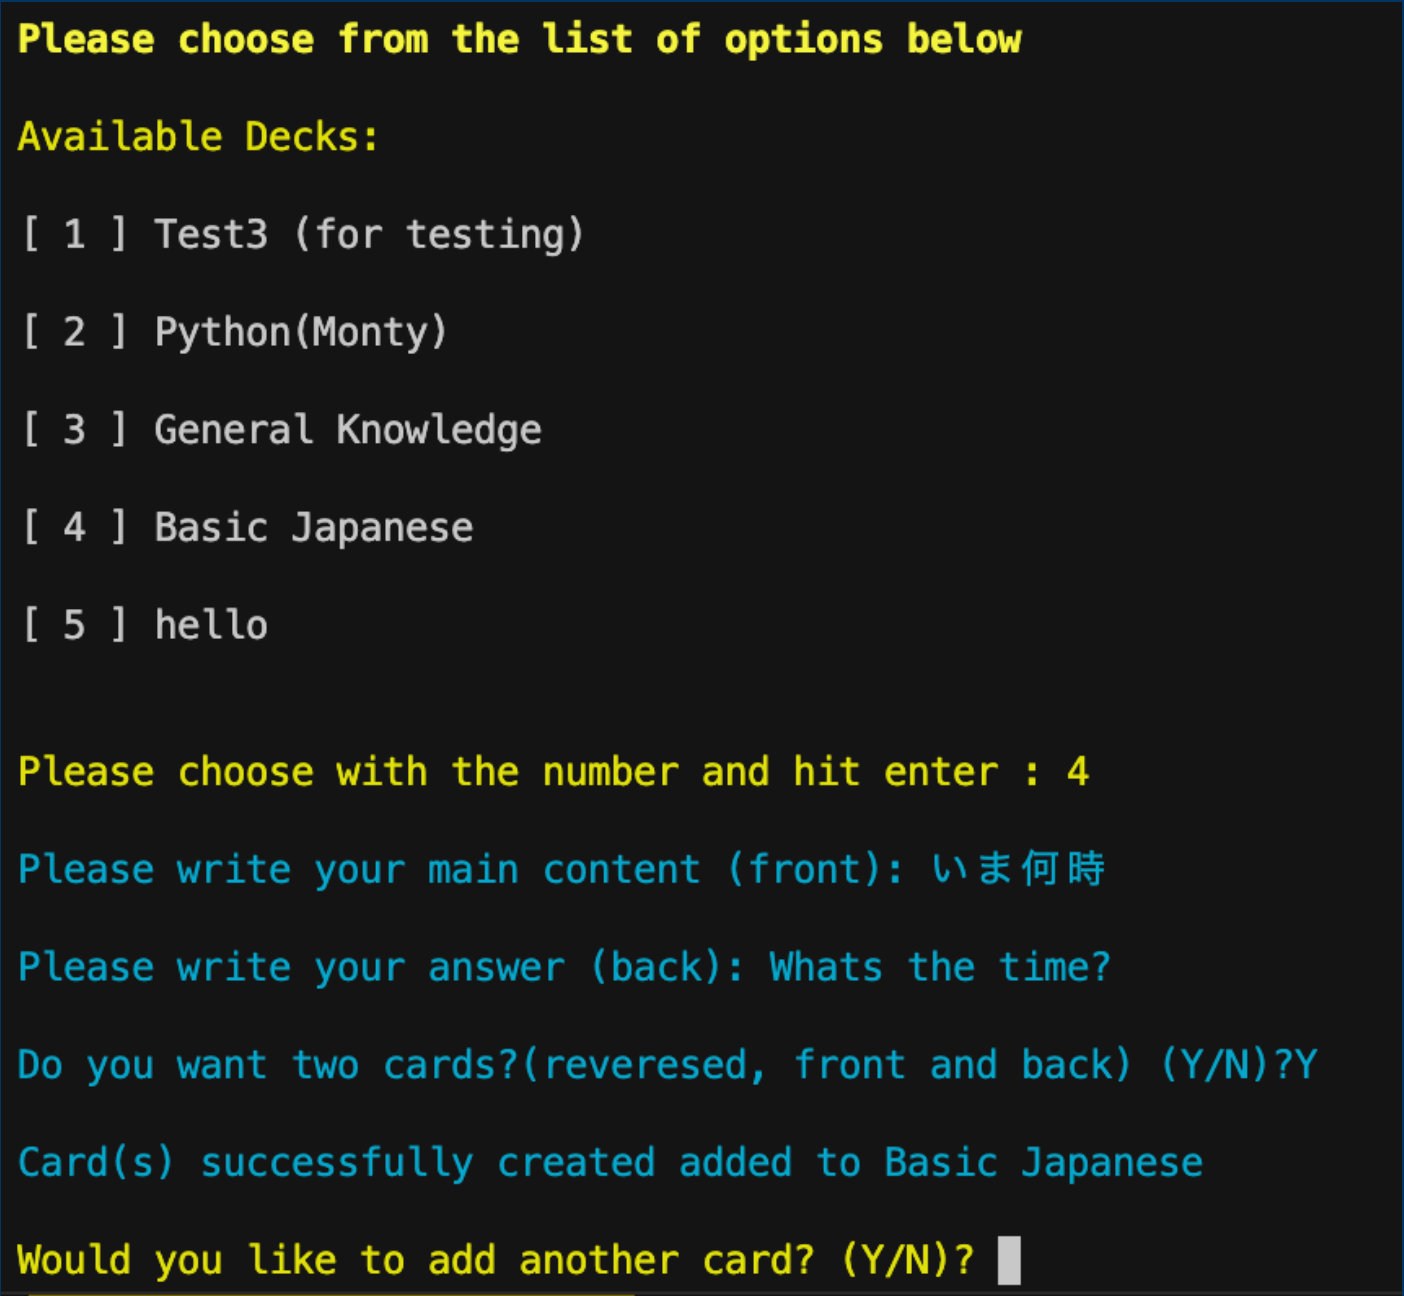 Please choose from the list of options below
Available Decks:
[ 1 ] Test3 (for testing)
[ 2 ] Python(Monty)
[ 3 ] General Knowledge
[ 4 ] Basic Japanese
[ 5 ] hello
Please choose with the number and hit enter : 4
Please write your main content (front): いま何時
Please write your answer (back): Whats the time?
Do you want two cards?(reveresed, front and back) (Y/N)?Y
Card(s) successfully created added to Basic Japanese
Would you like to add another card? (Y/N)?